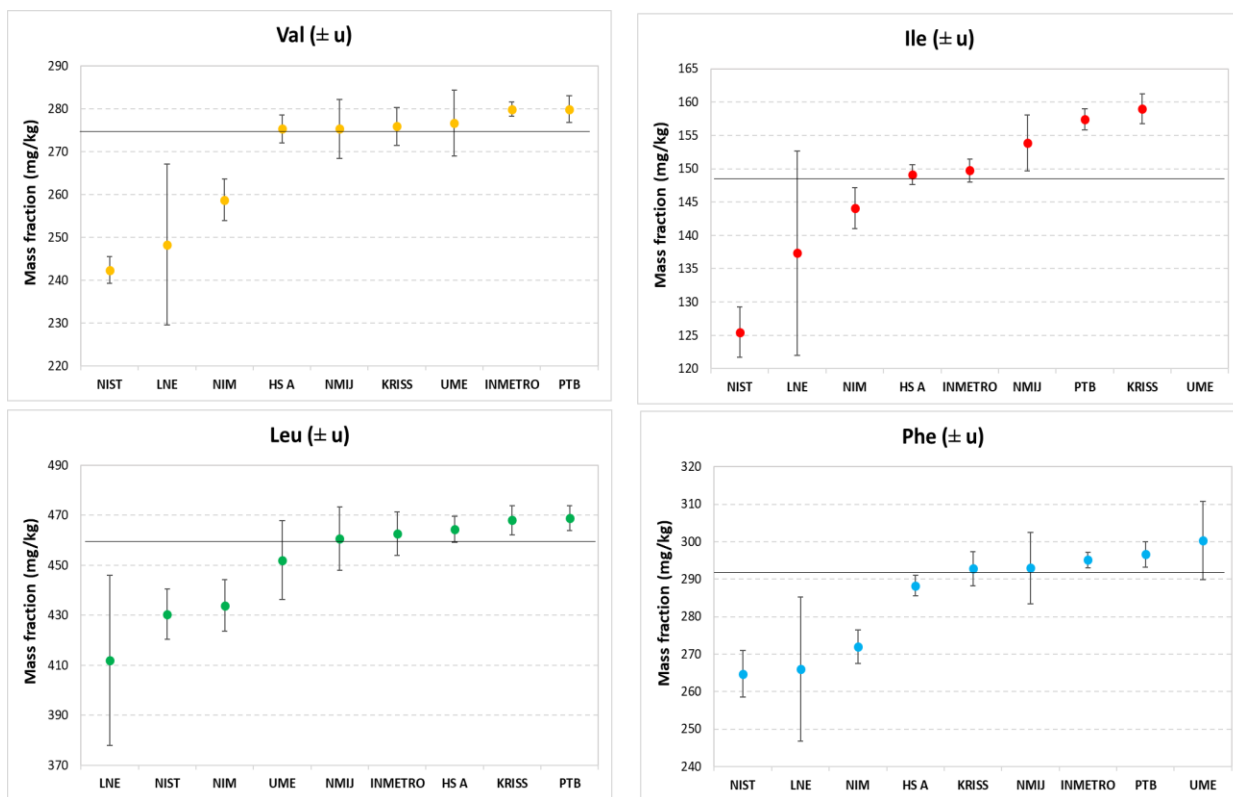 Val (± u)
Mass fraction (mg/kg)
290
280
270
260
250
240
230
220
NIST LNE NIM HS A NMIJ KRISS UME INMETRO PTB
Ile (± u)
Mass fraction (mg/kg)
165
160
155
150
145
140
135
130
125
120
NIST LNE NIM HS A INMETRO NMIJ PTB KRISS UME
Leu (± u)
Mass fraction (mg/kg)
490
470
450
430
410
390
370
LNE NIST NIM UME NMIJ INMETRO HS A KRISS PTB
Phe (± u)
Mass fraction (mg/kg)
320
310
300
290
280
270
260
250
240
NIST LNE NIM HS A KRISS NMIJ INMETRO PTB UME